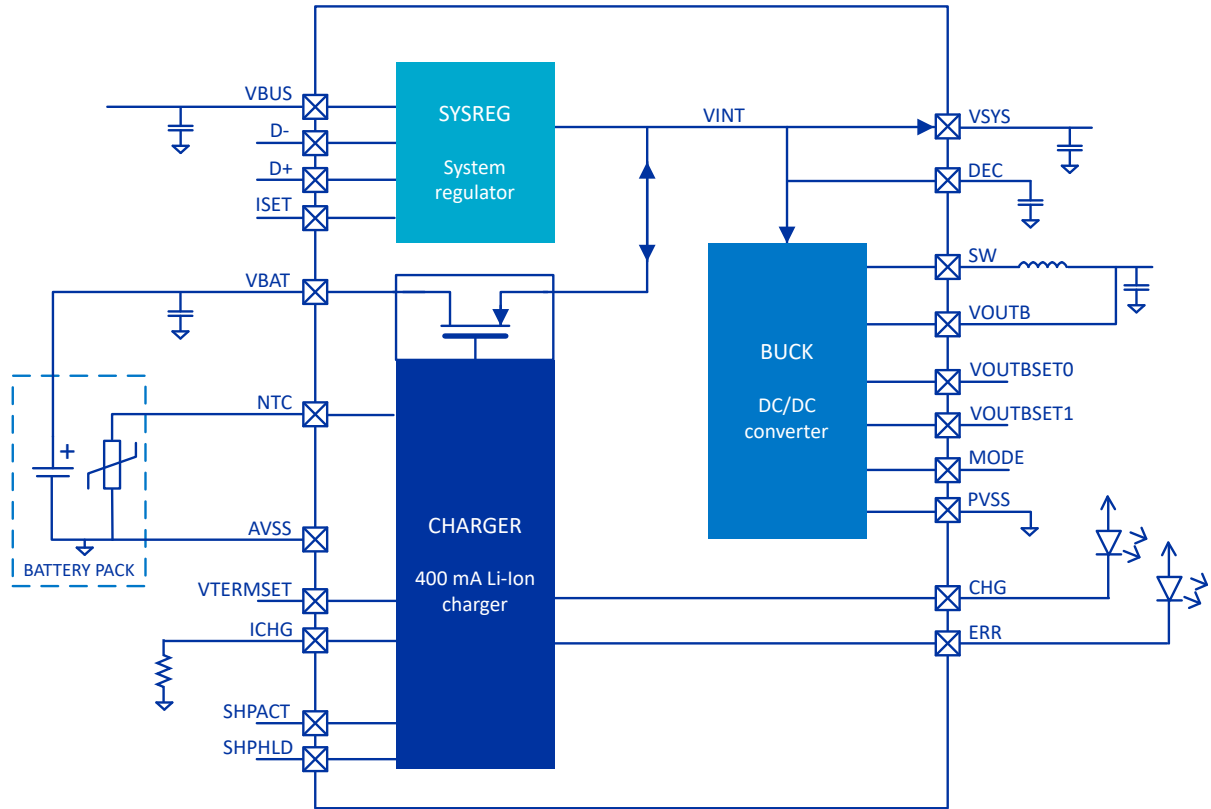 VBUS
D-
D+
ISET
SYSREG
System
regulator
VINT
VSYS
DEC
VBAT
SW
VOUTB
BUCK
DC/DC
converter
VOUTBSET0
VOUTBSET1
MODE
PVSS
NTC
+
AVSS
BATTERY PACK
CHARGER
400 mA Li-Ion
charger
VTERMSET
ICHG
SHPACT
SHPHLD
CHG
ERR